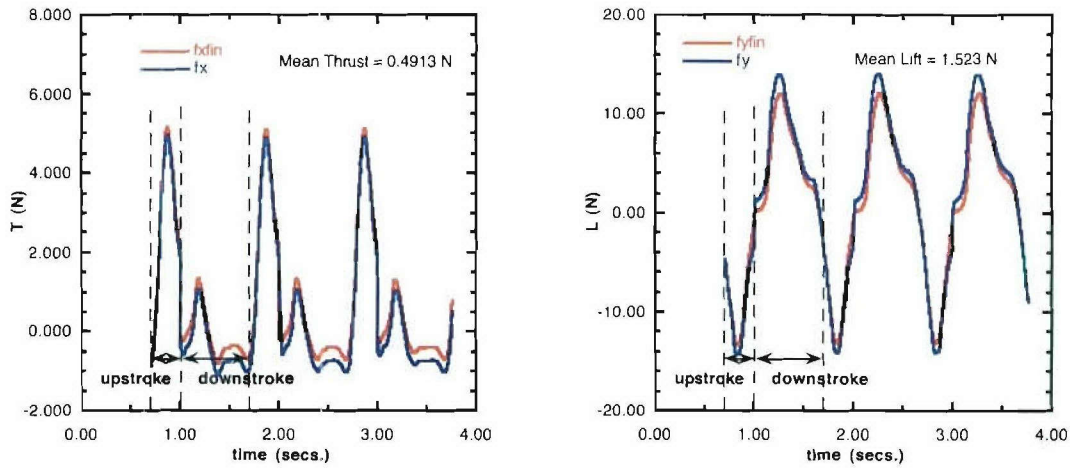 8.000
fxfin
fx
Mean Thrust = 0.4913 N
6.000
4.000
T (N)
2.000
0.000
upstroke
downstroke
-2.000
0.00 1.00 2.00 3.00 4.00
time (secs.)
20.00
fyfin
fy
Mean Lift = 1.523 N
10.00
L (N)
0.00
-10.00
upstroke
downstroke
-20.00
0.00 1.00 2.00 3.00 4.00
time (secs.)